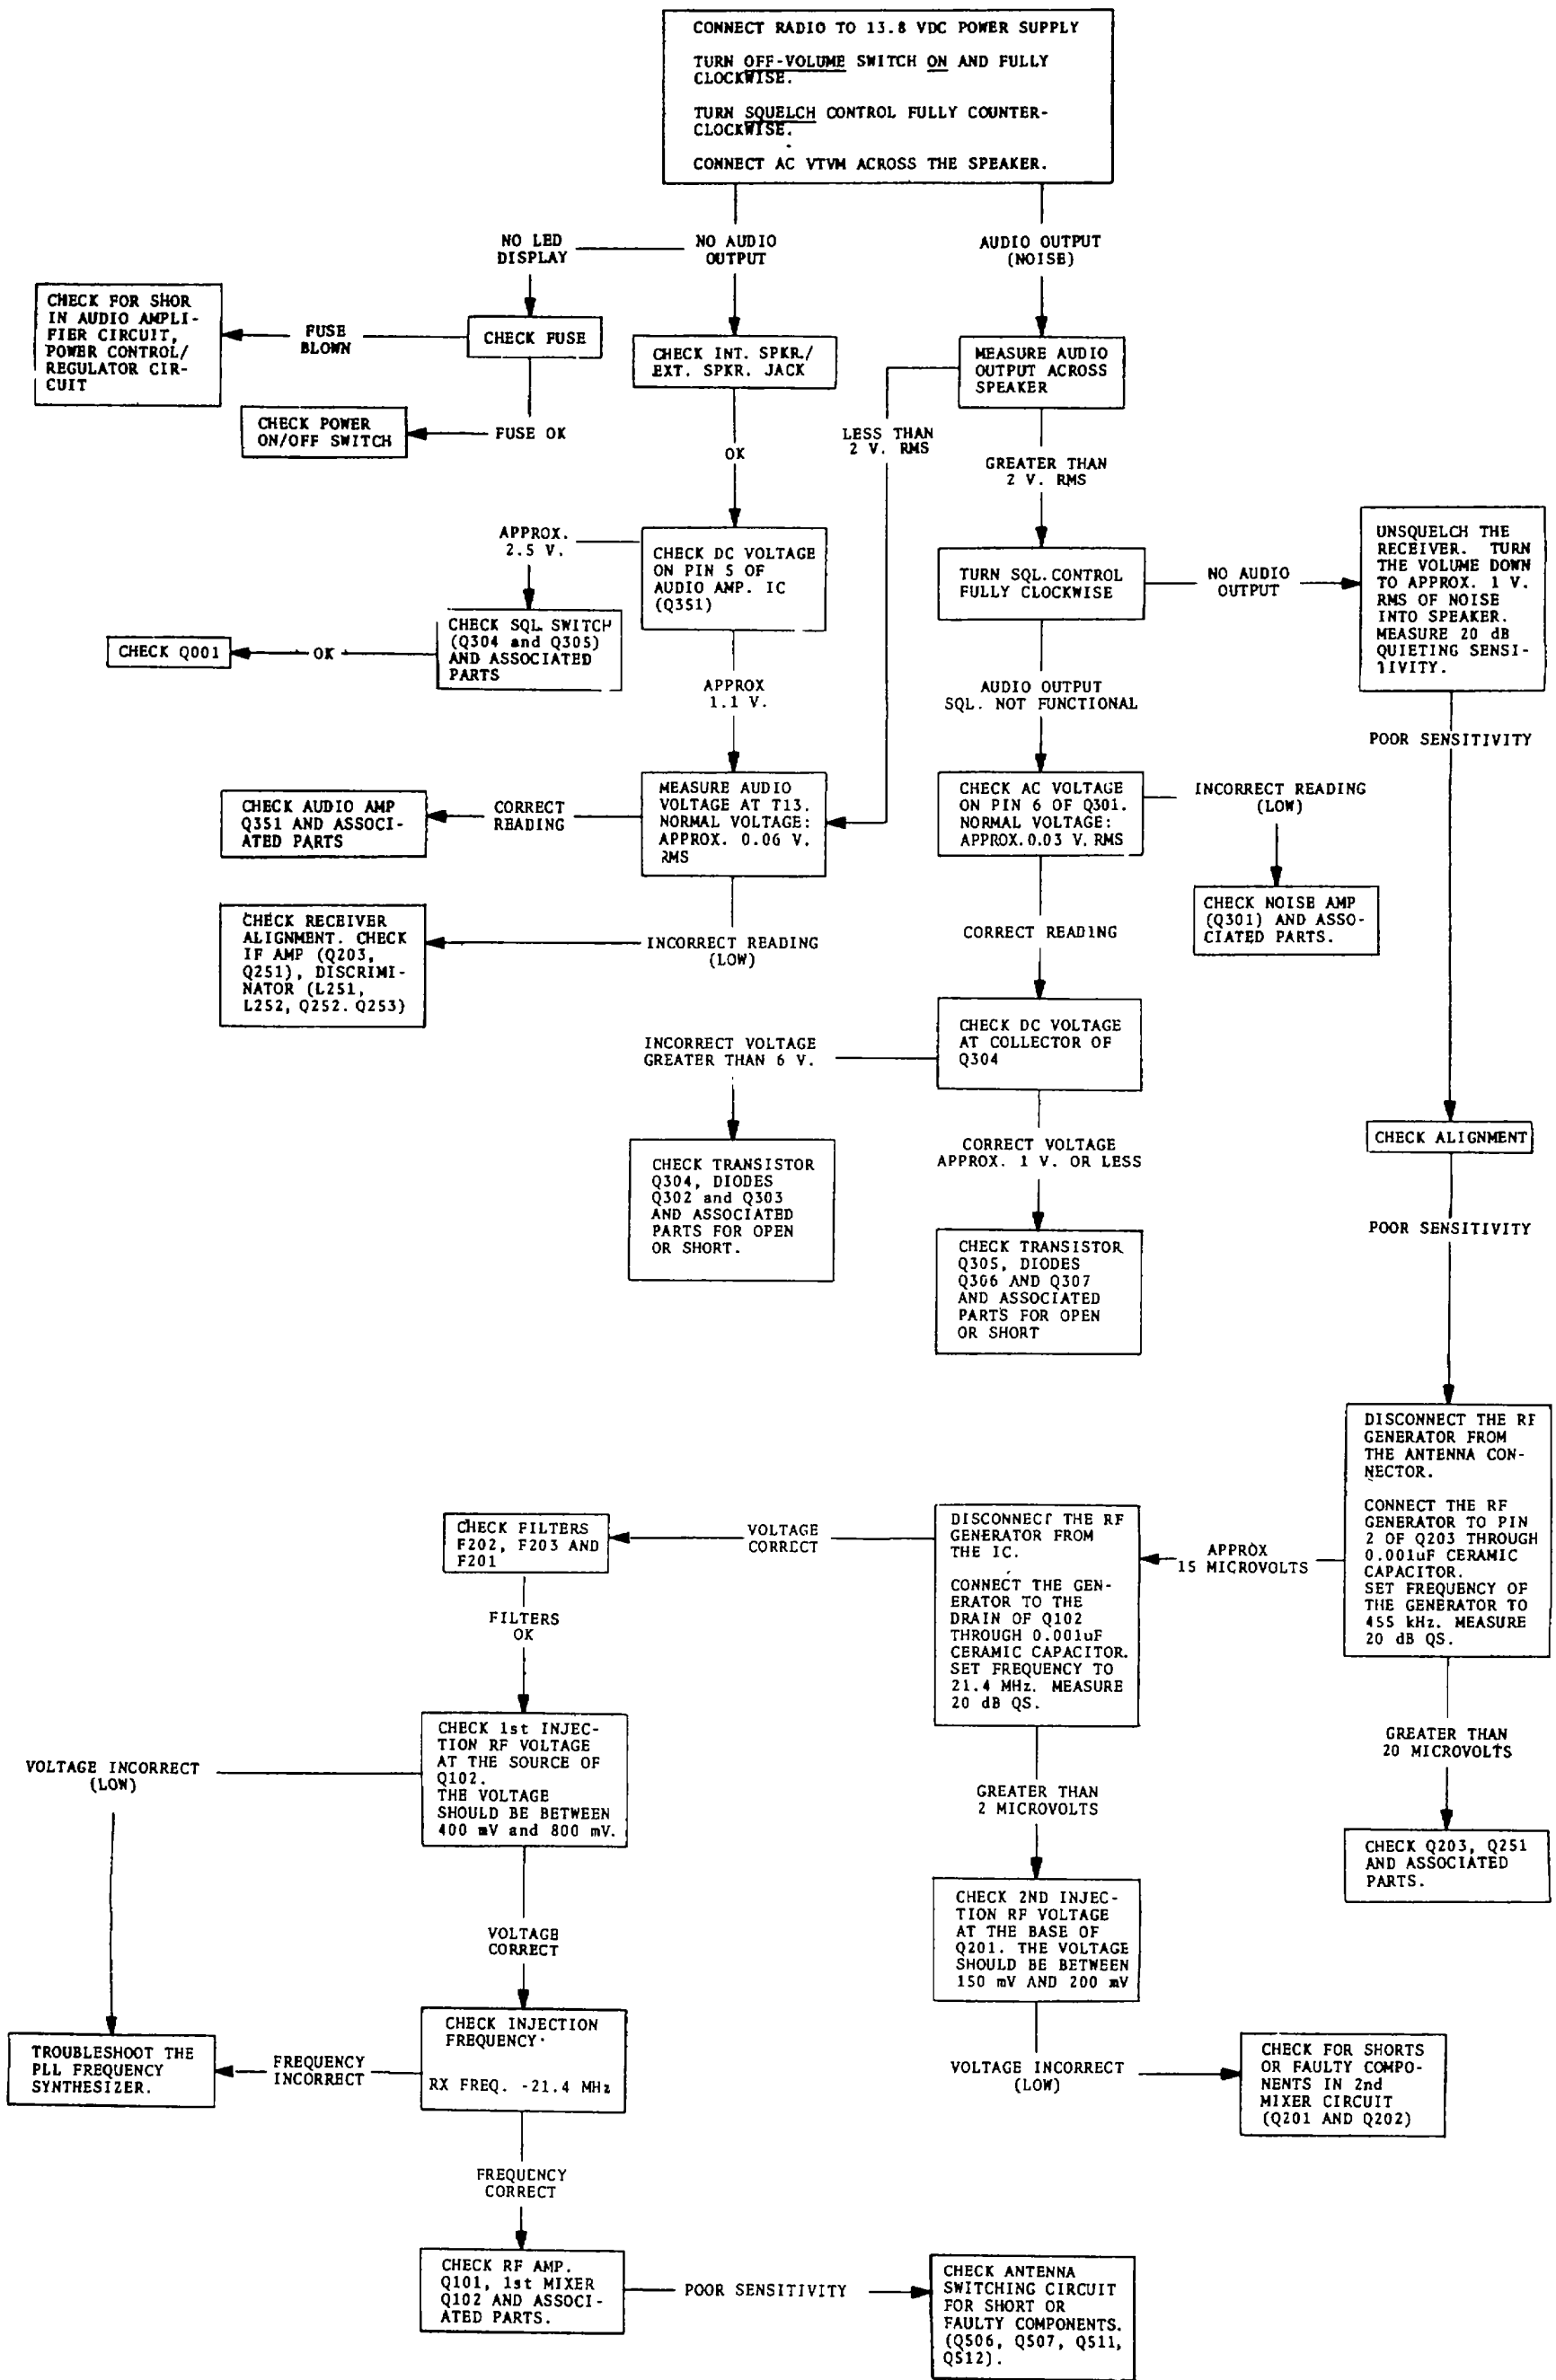 CONNECT RADIO TO 13.8 VDC POWER SUPPLY
TURN OFF-VOLUME SWITCH ON AND FULLY
CLOCKWISE.
TURN SQUELCH CONTROL FULLY COUNTER-
CLOCKWISE.
CONNECT AC VTVM ACROSS THE SPEAKER.
NO LED
DISPLAY
NO AUDIO
OUTPUT
AUDIO OUTPUT
(NOISE)
CHECK FOR SHOR
IN AUDIO AMPLI-
FIER CIRCUIT,
POWER CONTROL/
REGULATOR CIR-
CUIT
FUSE
BLOWN
CHECK FUSE
CHECK INT. SPKR./
EXT. SPKR. JACK
MEASURE AUDIO
OUTPUT ACROSS
SPEAKER
CHECK POWER
ON/OFF SWITCH
FUSE OK
OK
LESS THAN
2 V. RMS
GREATER THAN
2 V. RMS
APPROX.
2.5 V.
CHECK DC VOLTAGE
ON PIN 5 OF
AUDIO AMP. IC
(Q351)
TURN SQL. CONTROL
FULLY CLOCKWISE
NO AUDIO
OUTPUT
UNSQUELCH THE
RECEIVER. TURN
THE VOLUME DOWN
TO APPROX. 1 V.
RMS OF NOISE
INTO SPEAKER.
MEASURE 20 dB
QUIETING SENSI-
TIVITY.
CHECK Q001
OK
CHECK SQL SWITCH
(Q304 and Q305)
AND ASSOCIATED
PARTS
APPROX
1.1 V.
AUDIO OUTPUT
SQL. NOT FUNCTIONAL
POOR SENSITIVITY
CHECK AUDIO AMP
Q351 AND ASSOCI-
ATED PARTS
CORRECT
READING
MEASURE AUDIO
VOLTAGE AT T13.
NORMAL VOLTAGE:
APPROX. 0.06 V.
RMS
CHECK AC VOLTAGE
ON PIN 6 OF Q301.
NORMAL VOLTAGE:
APPROX.0.03 V.RMS
INCORRECT READING
(LOW)
CHECK RECEIVER
ALIGNMENT. CHECK
IF AMP (Q203,
Q251), DISCRIMI-
NATOR (L251,
L252, Q252. Q253)
INCORRECT READING
(LOW)
CORRECT READING
CHECK NOISE AMP
(Q301) AND ASSO-
CIATED PARTS.
INCORRECT VOLTAGE
GREATER THAN 6 V.
CHECK DC VOLTAGE
AT COLLECTOR OF
Q304
CHECK TRANSISTOR
Q304, DIODES
Q302 and Q303
AND ASSOCIATED
PARTS FOR OPEN
OR SHORT.
CORRECT VOLTAGE
APPROX. 1 V. OR LESS
CHECK ALIGNMENT
POOR SENSITIVITY
CHECK TRANSISTOR
Q305, DIODES
Q306 AND Q307
AND ASSOCIATED
PARTS FOR OPEN
OR SHORT
DISCONNECT THE RF
GENERATOR FROM
THE ANTENNA CON-
NECTOR.
CONNECT THE RF
GENERATOR TO PIN
2 OF Q203 THROUGH
0.001uF CERAMIC
CAPACITOR.
SET FREQUENCY OF
THE GENERATOR TO
455 kHz. MEASURE
20 dB QS.
CHECK FILTERS
F202, F203 AND
F201
VOLTAGE
CORRECT
DISCONNECT THE RF
GENERATOR FROM
THE IC.
CONNECT THE GEN-
ERATOR TO THE
DRAIN OF Q102
THROUGH 0.001uF
CERAMIC CAPACITOR.
SET FREQUENCY TO
21.4 MHz. MEASURE
20 dB QS.
APPROX
15 MICROVOLTS
FILTERS
OK
VOLTAGE INCORRECT
(LOW)
CHECK 1st INJEC-
TION RF VOLTAGE
AT THE SOURCE OF
Q102.
THE VOLTAGE
SHOULD BE BETWEEN
400 mV and 800 mV.
GREATER THAN
2 MICROVOLTS
GREATER THAN
20 MICROVOLTS
CHECK Q203, Q251
AND ASSOCIATED
PARTS.
VOLTAGE
CORRECT
CHECK 2ND INJEC-
TION RF VOLTAGE
AT THE BASE OF
Q201. THE VOLTAGE
SHOULD BE BETWEEN
150 mV AND 200 mV
TROUBLESHOOT THE
PLL FREQUENCY
SYNTHESIZER.
FREQUENCY
INCORRECT
CHECK INJECTION
FREQUENCY
RX FREQ. -21.4 MHz
VOLTAGE INCORRECT
(LOW)
CHECK FOR SHORTS
OR FAULTY COMPO-
NENTS IN 2nd
MIXER CIRCUIT
(Q201 AND Q202)
FREQUENCY
CORRECT
CHECK RF AMP.
Q101, 1st MIXER
Q102 AND ASSOCI-
ATED PARTS.
POOR SENSITIVITY
CHECK ANTENNA
SWITCHING CIRCUIT
FOR SHORT OR
FAULTY COMPONENTS.
(Q506, Q507, Q511,
Q512).